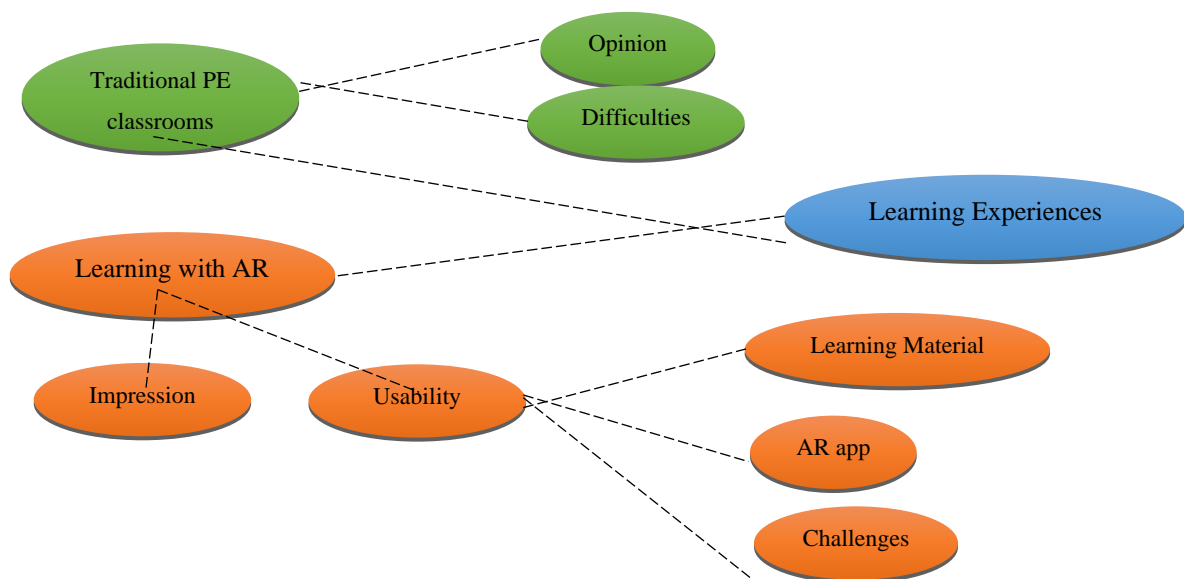 Opinion
Traditional PE
classrooms
Difficulties
Learning Experiences
Learning with AR
Learning Material
Impression
Usability
AR app
Challenges